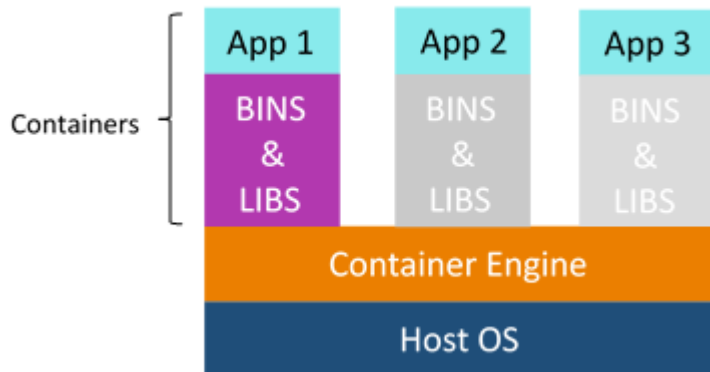 App 1
App 2
App 3
Containers
BINS
&
LIBS
BINS
&
LIBS
BINS
&
LIBS
Container Engine
Host OS